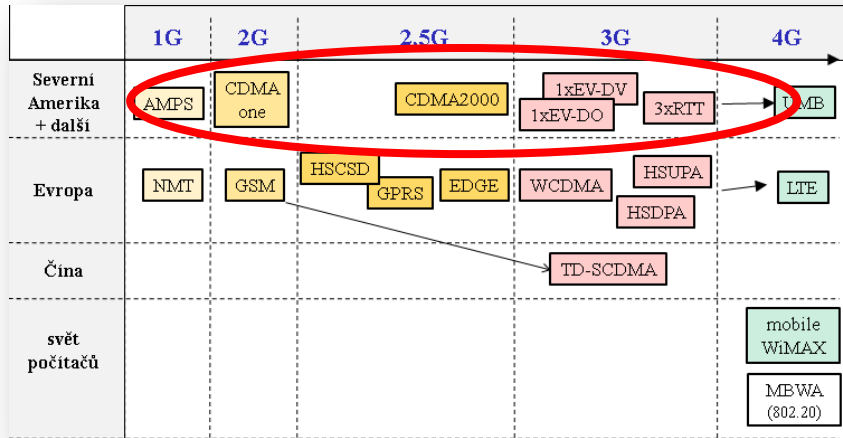 1G 2G 2,5G 3G 4G
Severní
Amerika
+ další
AMPS
CDMA
one
CDMA2000
1xEV-DV
1xEV-DO
3xRTT
UMB
Evropa
NMT
GSM
HSCSD
GPRS
EDGE
WCDMA
HSUPA
HSDPA
LTE
Čína
TD-SCDMA
svět
počítačů
mobile
WiMAX
MBWA
(802.20)